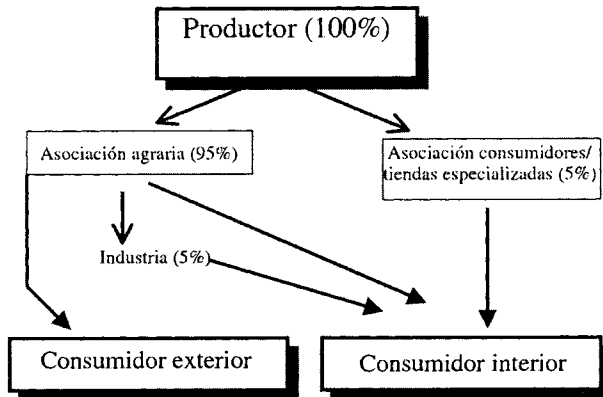 Productor (100%)
Asociación agraria (95%)
Asociación consumidores/
tiendas especializadas (5%)
Industria (5%)
Consumidor exterior
Consumidor interior